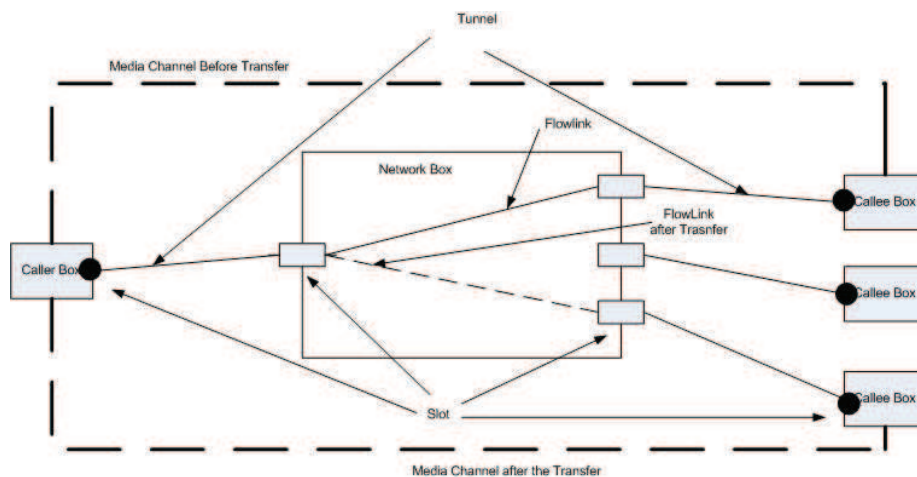 Tunnel
Media Channel Before Transfer
Flowlink
Network Box
Callee Box
FlowLink
after Trasnfer
Caller Box
Callee Box
Callee Box
Slot
Media Channel after the Transfer